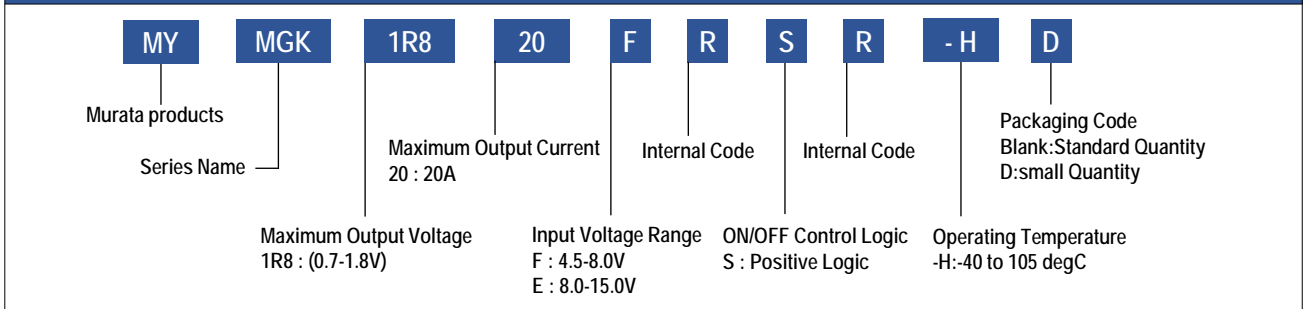 MY MGK 1R8 20 F R S R - H D
Murata products
Series Name
Maximum Output Voltage
1R8 : (0.7-1.8V)
Maximum Output Current
20 : 20A
Input Voltage Range
F : 4.5-8.0V
E : 8.0-15.0V
Internal Code
ON/OFF Control Logic
S : Positive Logic
Internal Code
Operating Temperature
-H:-40 to 105 degC
Packaging Code
Blank:Standard Quantity
D:small Quantity